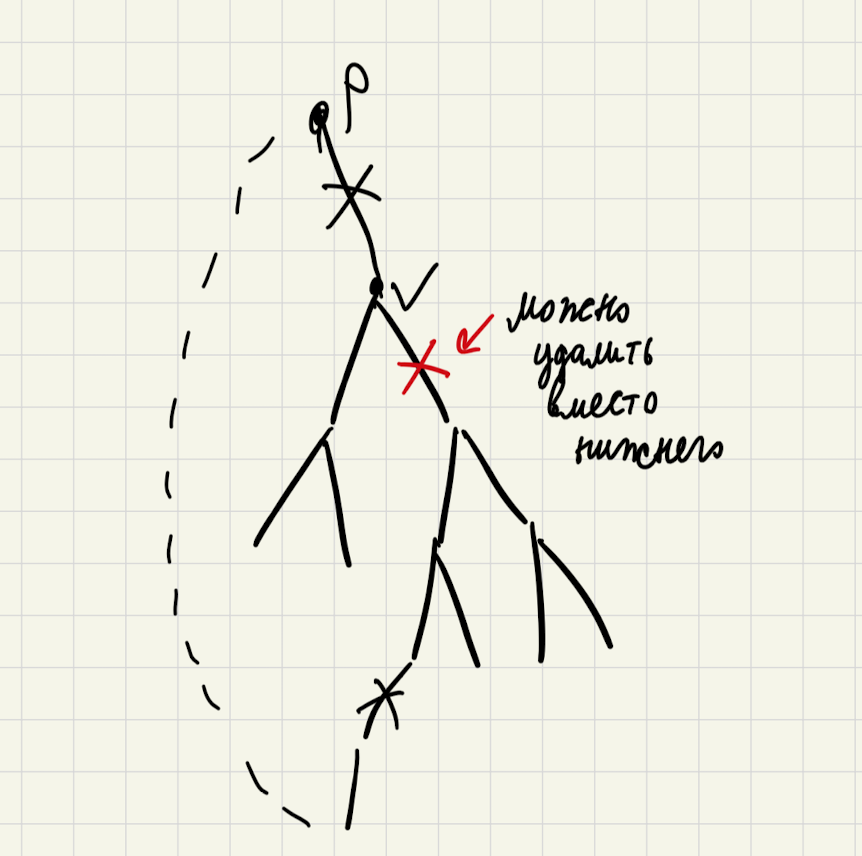 p
v
можно
удалить
вместо
нижнего